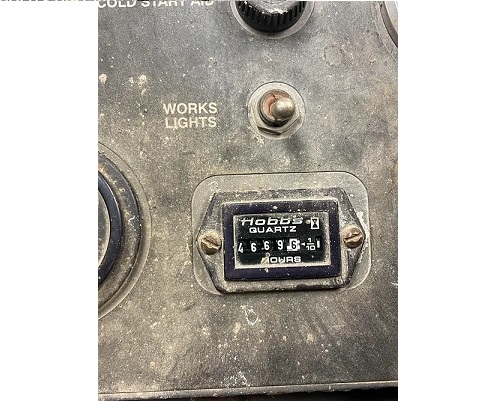 COLD START AID
WORKS
LIGHTS
Hobbs
QUARTZ
4 6 6 9 6 1/10
HOURS